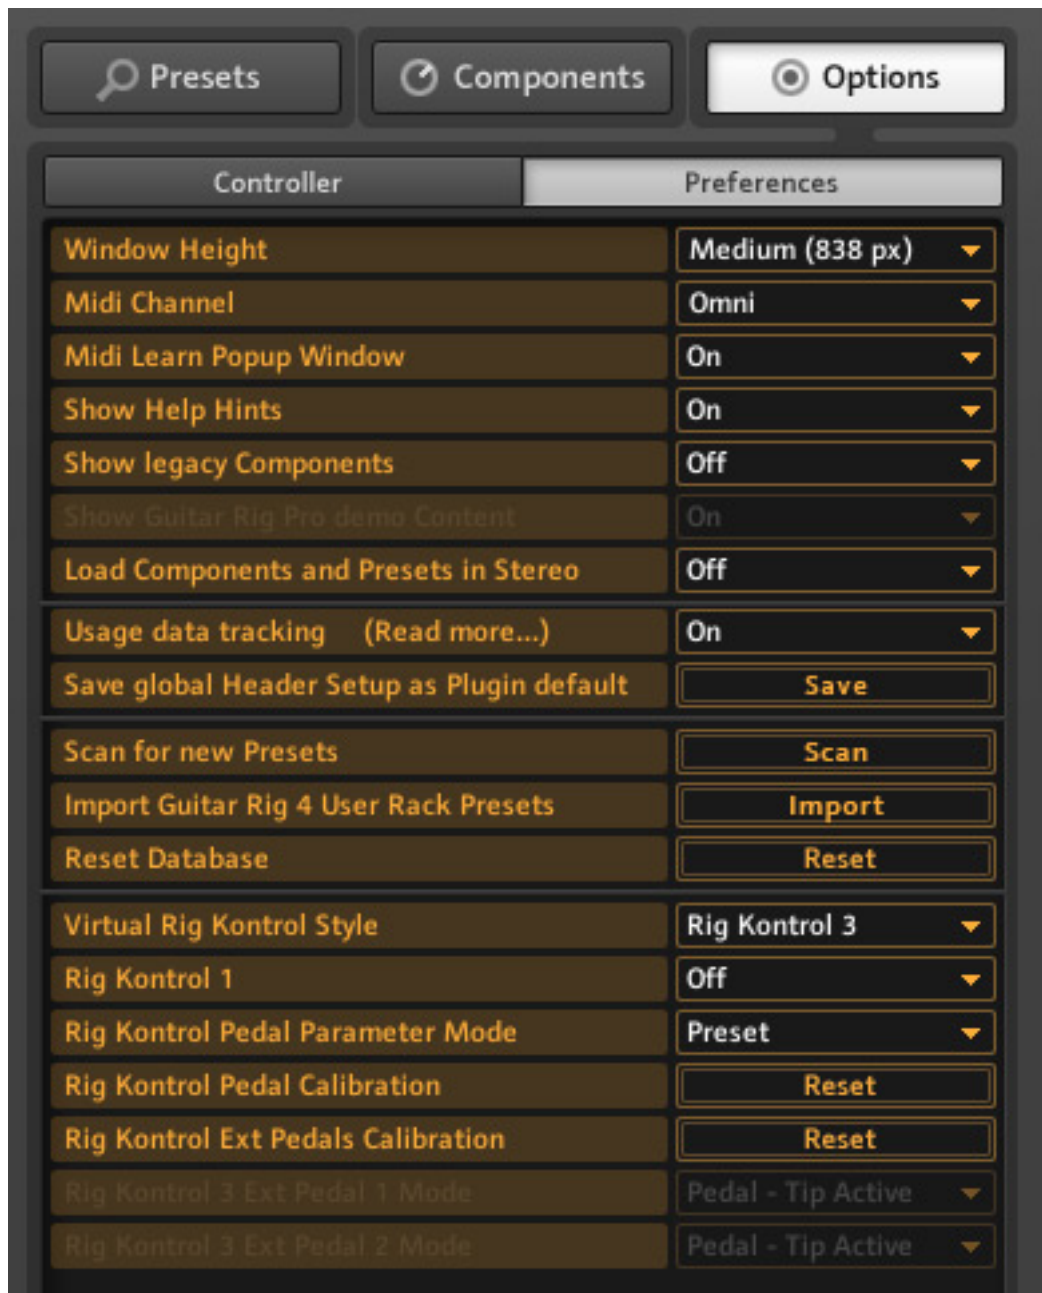 Presets Components Options
Controller Preferences
Window Height Medium (838 px)
Midi Channel Omni
Midi Learn Popup Window On
Show Help Hints On
Show legacy Components Off
Show Guitar Rig Pro demo Content On
Load Components and Presets in Stereo Off
Usage data tracking (Read more...) On
Save global Header Setup as Plugin default Save
Scan for new Presets Scan
Import Guitar Rig 4 User Rack Presets Import
Reset Database Reset
Virtual Rig Kontrol Style Rig Kontrol 3
Rig Kontrol 1 Off
Rig Kontrol Pedal Parameter Mode Preset
Rig Kontrol Pedal Calibration Reset
Rig Kontrol Ext Pedals Calibration Reset
Rig Kontrol 3 Ext Pedal 1 Mode Pedal - Tip Active
Rig Kontrol 3 Ext Pedal 2 Mode Pedal - Tip Active